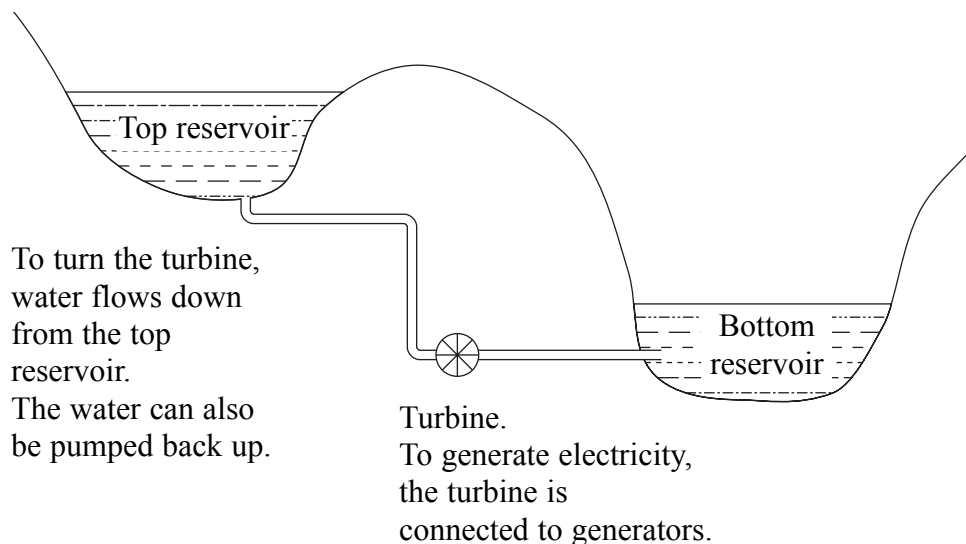 Top reservoir
To turn the turbine,
water flows down
from the top
reservoir.
The water can also
be pumped back up.
Bottom
reservoir
Turbine.
To generate electricity,
the turbine is
connected to generators.